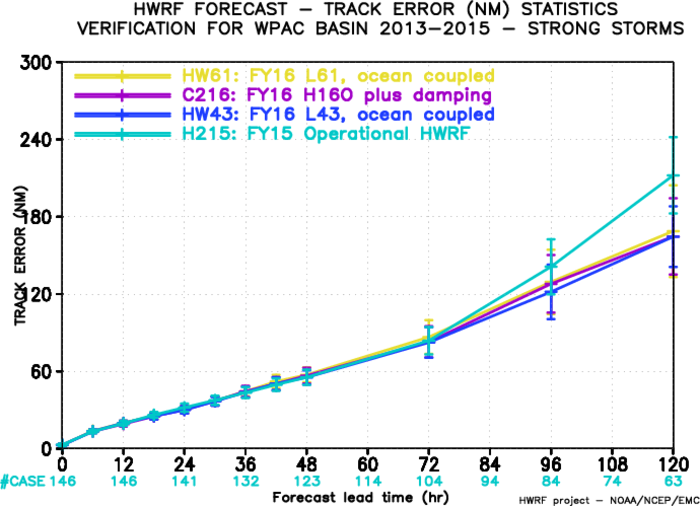 HWRF FORECAST – TRACK ERROR (NM) STATISTICS
VERIFICATION FOR WPAC BASIN 2013–2015 – STRONG STORMS
300
240
180
120
60
0
TRACK ERROR (NM)
HW61: FY16 L61, ocean coupled
C216: FY16 H160 plus damping
HW43: FY16 L43, ocean coupled
H215: FY15 Operational HWRF
0 12 24 36 48 60 72 84 96 108 120
#CASE 146 146 141 132 123 114 104 94 84 74 63
Forecast lead time (hr)
HWRF project – NOAA/NCEP/EMC